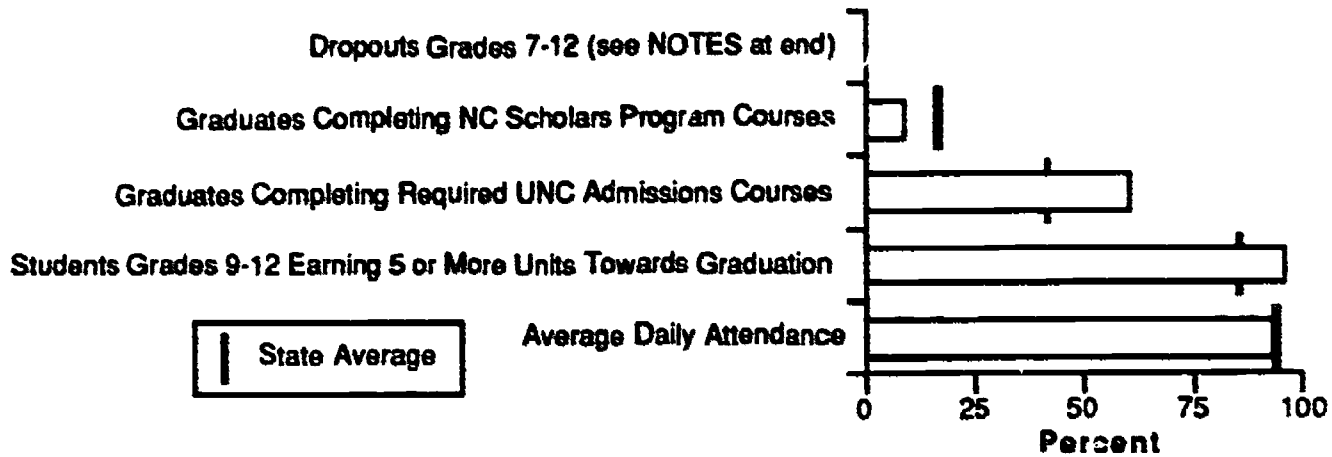 Dropouts Grades 7-12 (see NOTES at end)
Graduates Completing NC Scholars Program Courses
Graduates Completing Required UNC Admissions Courses
Students Grades 9-12 Earning 5 or More Units Towards Graduation
Average Daily Attendance
State Average
0 25 50 75 100
Percent